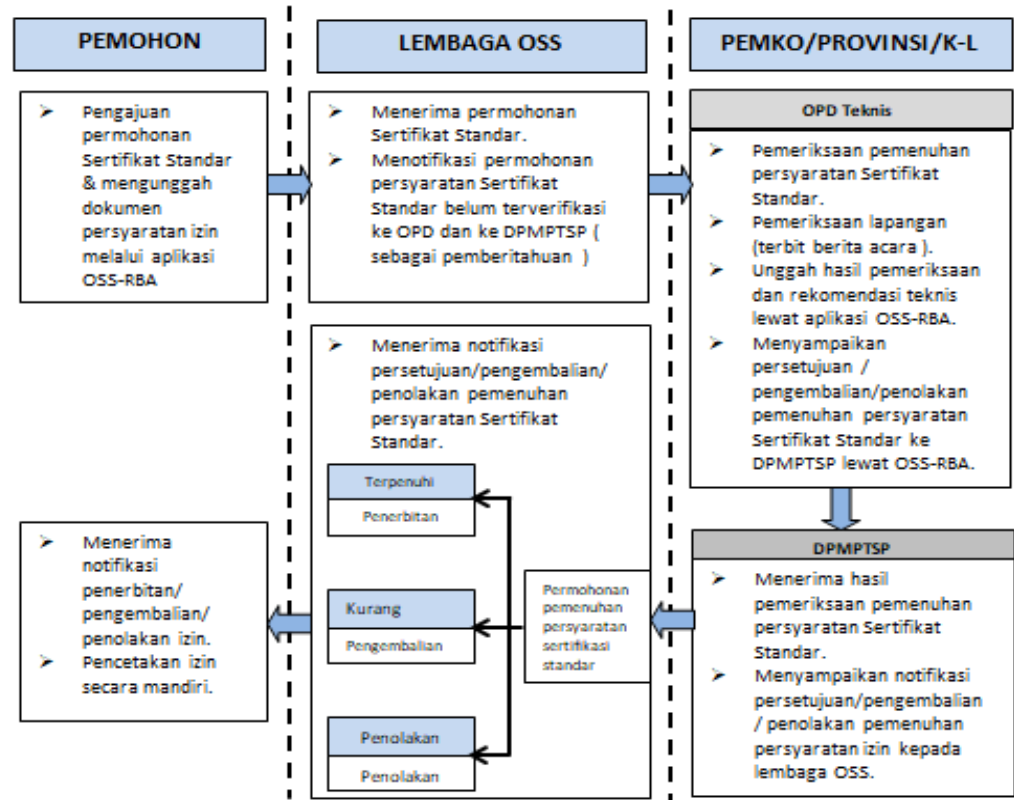 PEMOHON
LEMBAGA OSS
PEMKO/PROVINSI/K-L
➢ Pengajuan
permohonan
Sertifikat Standar
& mengunggah
dokumen
persyaratan izin
melalui aplikasi
OSS-RBA
➢ Menerima permohonan
Sertifikat Standar.
➢ Menotifikasi permohonan
persyaratan Sertifikat
Standar belum terverifikasi
ke OPD dan ke DPMPTSP (
sebagai pemberitahuan )
OPD Teknis
➢ Pemeriksaan pemenuhan
persyaratan Sertifikat
Standar.
➢ Pemeriksaan lapangan
(terbit berita acara ).
➢ Unggah hasil pemeriksaan
dan rekomendasi teknis
lewat aplikasi OSS-RBA.
➢ Menyampaikan
persetujuan /
pengembalian/penolakan
pemenuhan persyaratan
Sertifikat Standar ke
DPMPTSP lewat OSS-RBA.
DPMPTSP
➢ Menerima hasil
pemeriksaan pemenuhan
persyaratan Sertifikat
Standar.
➢ Menyampaikan notifikasi
persetujuan/pengembalian
/ penolakan pemenuhan
persyaratan izin kepada
lembaga OSS.
➢ Menerima notifikasi
persetujuan/pengembalian/
penolakan pemenuhan
persyaratan Sertifikat
Standar.
Permohonan
pemenuhan
persyaratan
sertifikasi
standar
Terpenuhi
Penerbitan
Kurang
Pengembalian
Penolakan
Penolakan
➢ Menerima
notifikasi
penerbitan/
pengembalian/
penolakan izin.
➢ Pencetakan izin
secara mandiri.